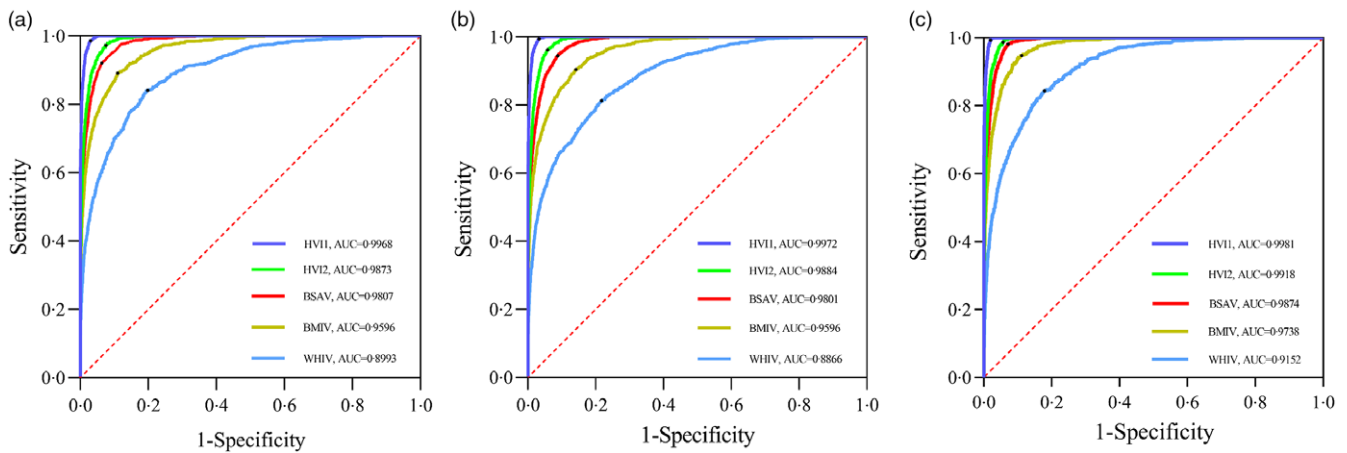 (a)
1·0
0·8
0·6
0·4
0·2
0·0
Sensitivity
HVI1, AUC=0·9968
HVI2, AUC=0·9873
BSAV, AUC=0·9807
BMIV, AUC=0·9596
WHIV, AUC=0·8993
0·0 0·2 0·4 0·6 0·8 1·0
1-Specificity
(b)
1·0
0·8
0·6
0·4
0·2
0·0
Sensitivity
HVI1, AUC=0·9972
HVI2, AUC=0·9884
BSAV, AUC=0·9801
BMIV, AUC=0·9596
WHIV, AUC=0·8866
0·0 0·2 0·4 0·6 0·8 1·0
1-Specificity
(c)
1·0
0·8
0·6
0·4
0·2
0·0
Sensitivity
HVI1, AUC=0·9981
HVI2, AUC=0·9918
BSAV, AUC=0·9874
BMIV, AUC=0·9738
WHIV, AUC=0·9152
0·0 0·2 0·4 0·6 0·8 1·0
1-Specificity